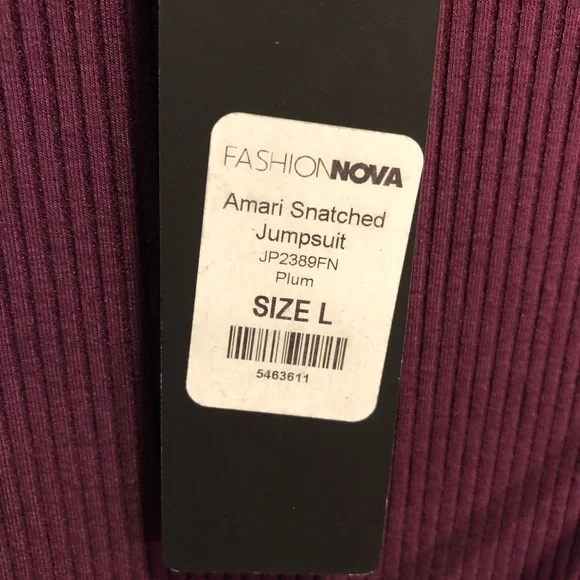 FASHIONNOVA
Amari Snatched
Jumpsuit
JP2389FN
Plum
SIZE L
5463611